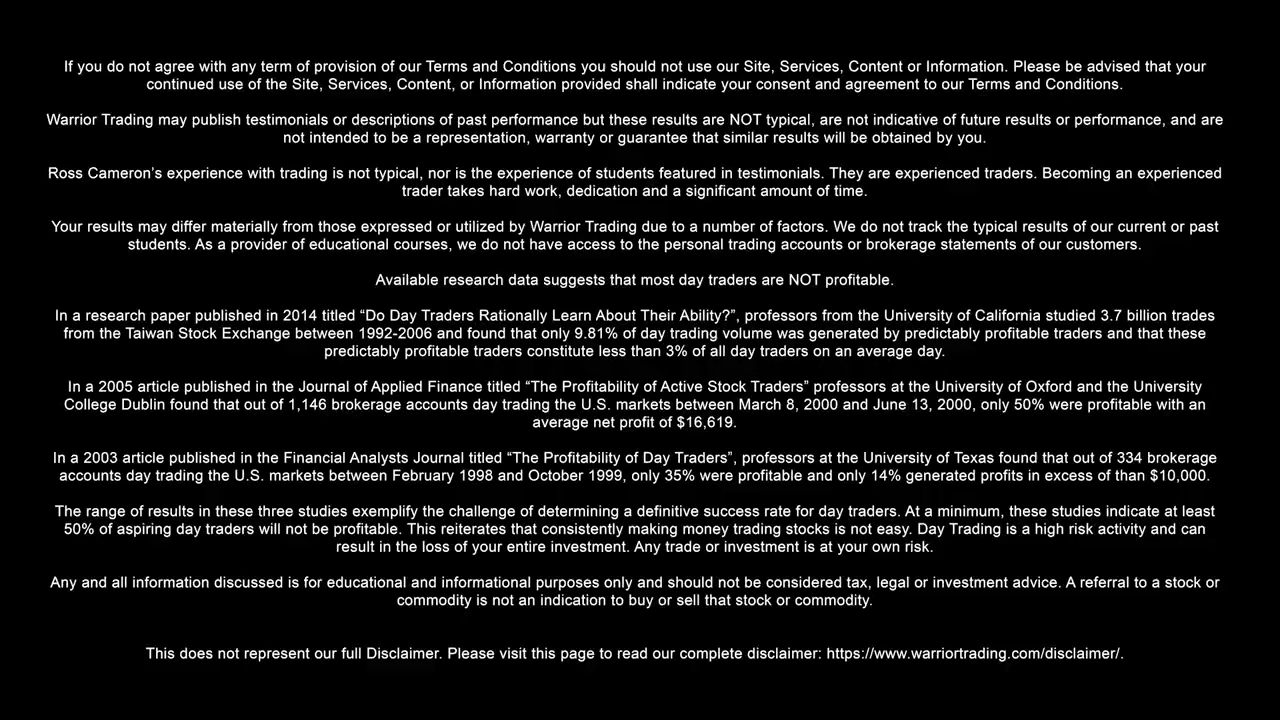 If you do not agree with any term of provision of our Terms and Conditions you should not use our Site, Services, Content or Information. Please be advised that your
continued use of the Site, Services, Content, or Information provided shall indicate your consent and agreement to our Terms and Conditions.
Warrior Trading may publish testimonials or descriptions of past performance but these results are NOT typical, are not indicative of future results or performance, and are
not intended to be a representation, warranty or guarantee that similar results will be obtained by you.
Ross Cameron’s experience with trading is not typical, nor is the experience of students featured in testimonials. They are experienced traders. Becoming an experienced
trader takes hard work, dedication and a significant amount of time.
Your results may differ materially from those expressed or utilized by Warrior Trading due to a number of factors. We do not track the typical results of our current or past
students. As a provider of educational courses, we do not have access to the personal trading accounts or brokerage statements of our customers.
Available research data suggests that most day traders are NOT profitable.
In a research paper published in 2014 titled “Do Day Traders Rationally Learn About Their Ability?”, professors from the University of California studied 3.7 billion trades
from the Taiwan Stock Exchange between 1992-2006 and found that only 9.81% of day trading volume was generated by predictably profitable traders and that these
predictably profitable traders constitute less than 3% of all day traders on an average day.
In a 2005 article published in the Journal of Applied Finance titled “The Profitability of Active Stock Traders” professors at the University of Oxford and the University
College Dublin found that out of 1,146 brokerage accounts day trading the U.S. markets between March 8, 2000 and June 13, 2000, only 50% were profitable with an
average net profit of $16,619.
In a 2003 article published in the Financial Analysts Journal titled “The Profitability of Day Traders”, professors at the University of Texas found that out of 334 brokerage
accounts day trading the U.S. markets between February 1998 and October 1999, only 35% were profitable and only 14% generated profits in excess of than $10,000.
The range of results in these three studies exemplify the challenge of determining a definitive success rate for day traders. At a minimum, these studies indicate at least
50% of aspiring day traders will not be profitable. This reiterates that consistently making money trading stocks is not easy. Day Trading is a high risk activity and can
result in the loss of your entire investment. Any trade or investment is at your own risk.
Any and all information discussed is for educational and informational purposes only and should not be considered tax, legal or investment advice. A referral to a stock or
commodity is not an indication to buy or sell that stock or commodity.
This does not represent our full Disclaimer. Please visit this page to read our complete disclaimer: https://www.warriortrading.com/disclaimer/.